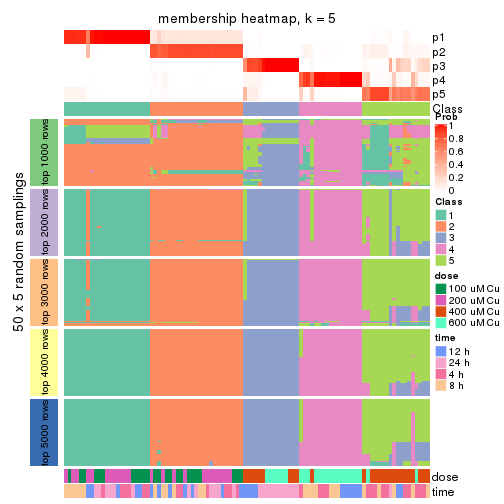 membership heatmap, k = 5
p1
p2
p3
p4
p5
Class
50 x 5 random samplings
top 1000 rows
top 2000 rows
top 3000 rows
top 4000 rows
top 5000 rows
Prob
1
0.8
0.6
0.4
0.2
0
Class
1
2
3
4
5
dose
100 uM Cu
200 uM Cu
400 uM Cu
600 uM Cu
time
12 h
24 h
4 h
8 h
dose
time